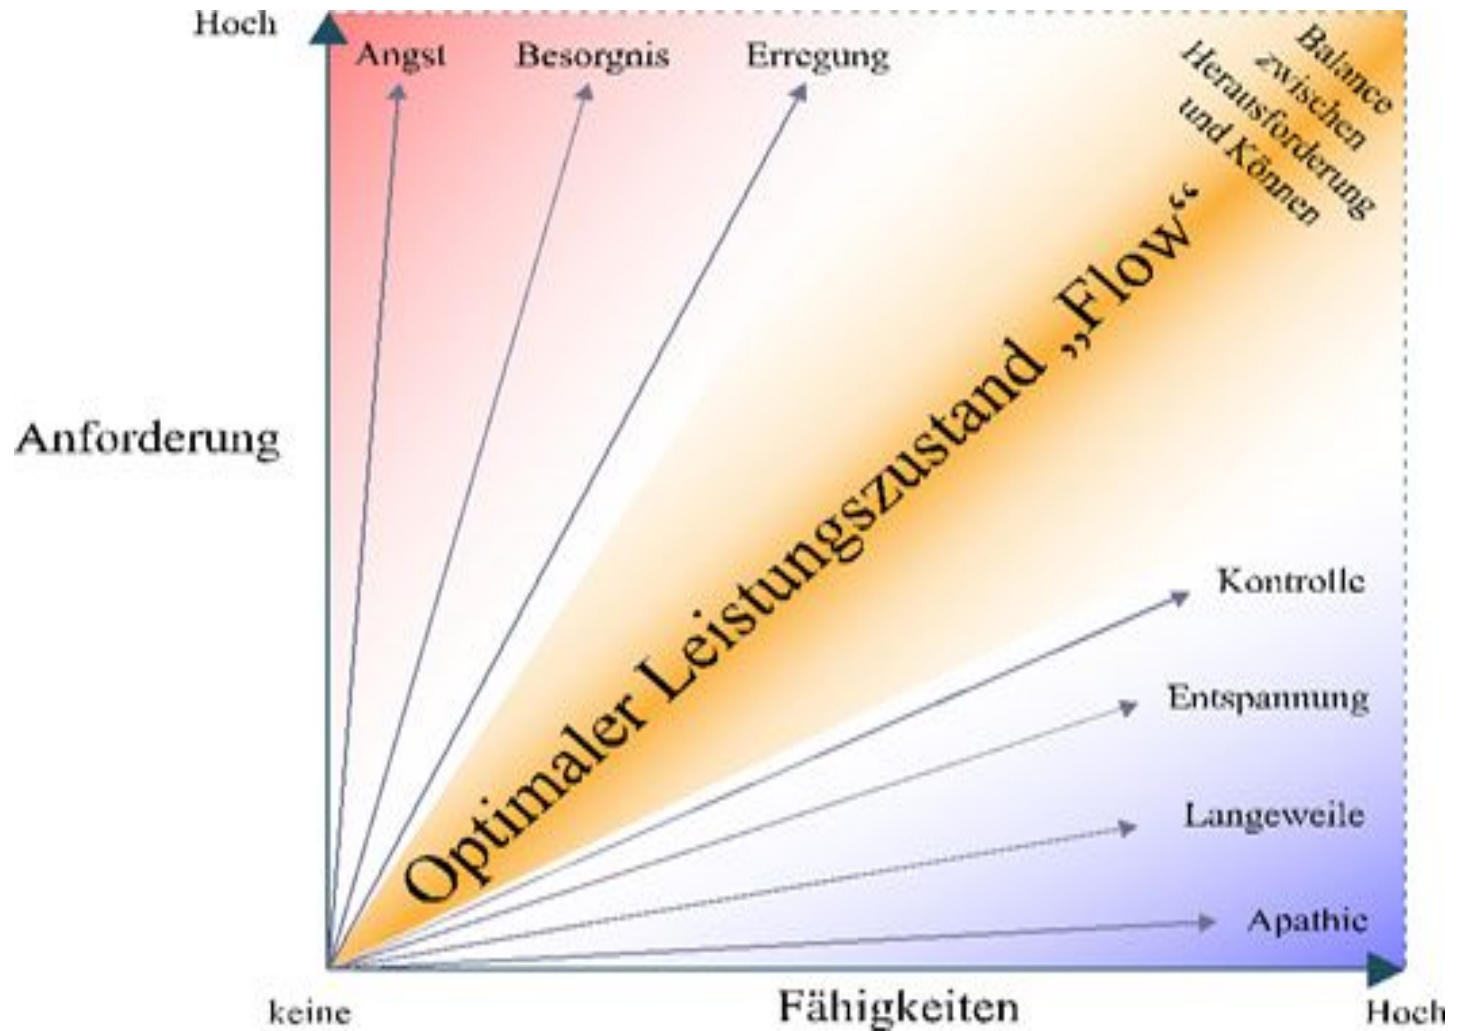 Hoch
Angst
Besorgnis
Erregung
Balance
zwischen
Herausforderung
und Können
Optimaler Leistungszustand „Flow“
Anforderung
Kontrolle
Entspannung
Langeweile
Apathie
keine
Fähigkeiten
Hoch